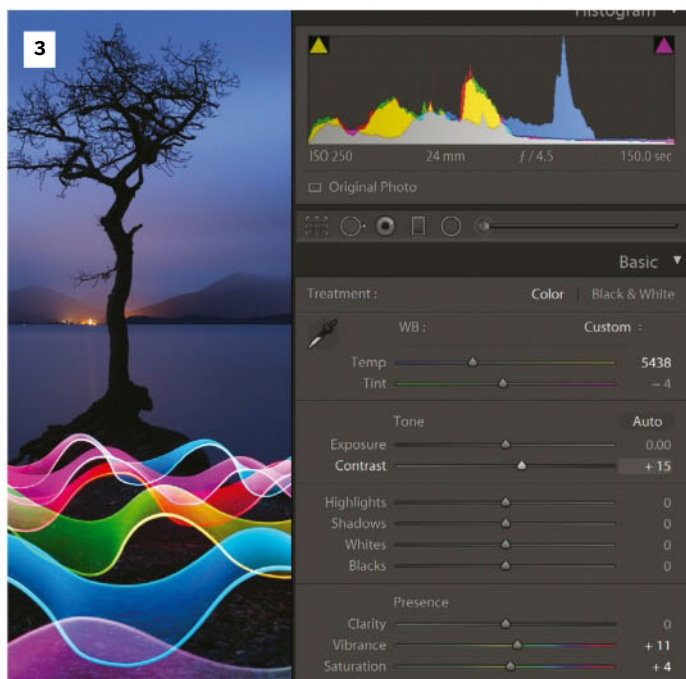 3
Histogram
ISO 250 24 mm ƒ / 4.5 150.0 sec
Original Photo
Basic
Treatment : Color Black & White
WB : Custom
Temp 5438
Tint – 4
Tone Auto
Exposure 0.00
Contrast + 15
Highlights 0
Shadows 0
Whites 0
Blacks 0
Presence
Clarity 0
Vibrance + 11
Saturation + 4